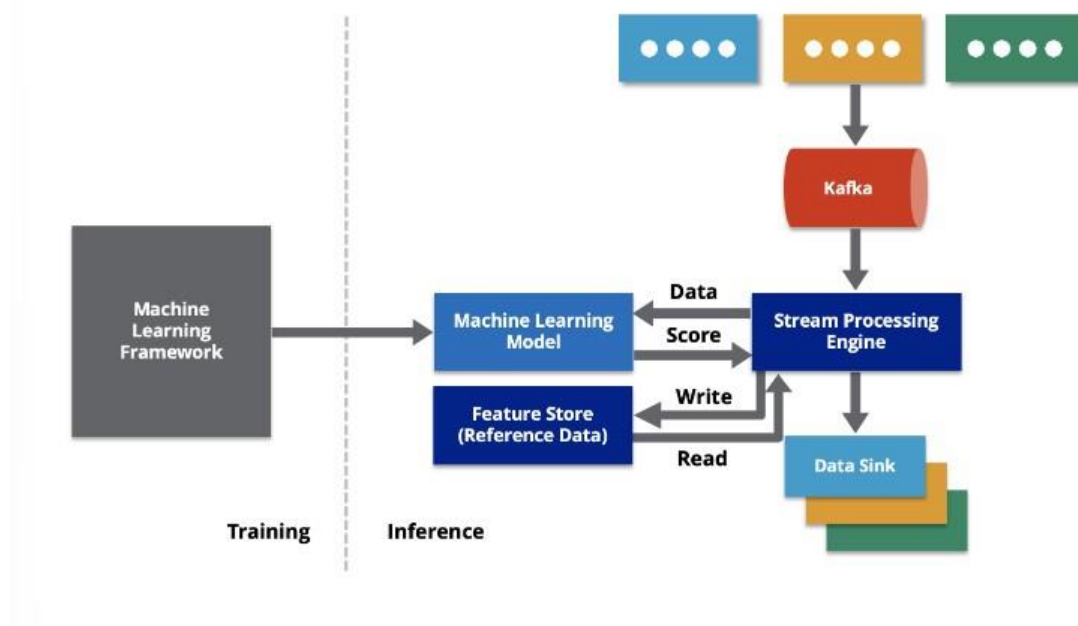 Kafka
Machine
Learning
Framework
Machine Learning
Model
Data
Score
Stream Processing
Engine
Feature Store
(Reference Data)
Write
Read
Data Sink
Training
Inference